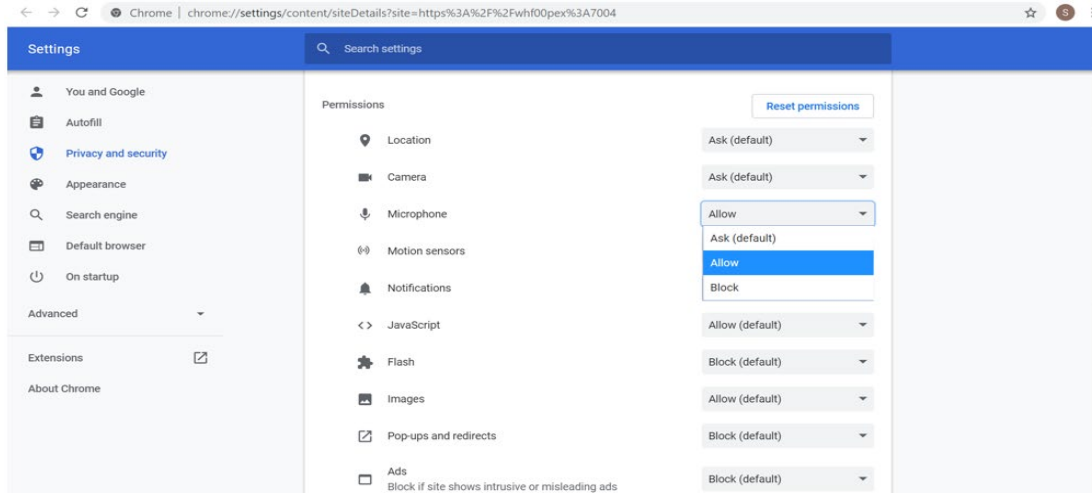 Chrome | chrome://settings/content/siteDetails?site=https%3A%2F%2Fwhf00pex%3A7004
S
Settings
Search settings
You and Google
Autofill
Privacy and security
Appearance
Search engine
Default browser
On startup
Advanced
Extensions
About Chrome
Permissions
Reset permissions
Location Ask (default)
Camera Ask (default)
Microphone Allow
Ask (default)
Motion sensors
Allow
Notifications Block
JavaScript Allow (default)
Flash Block (default)
Images Allow (default)
Pop-ups and redirects Block (default)
Ads Block (default)
Block if site shows intrusive or misleading ads